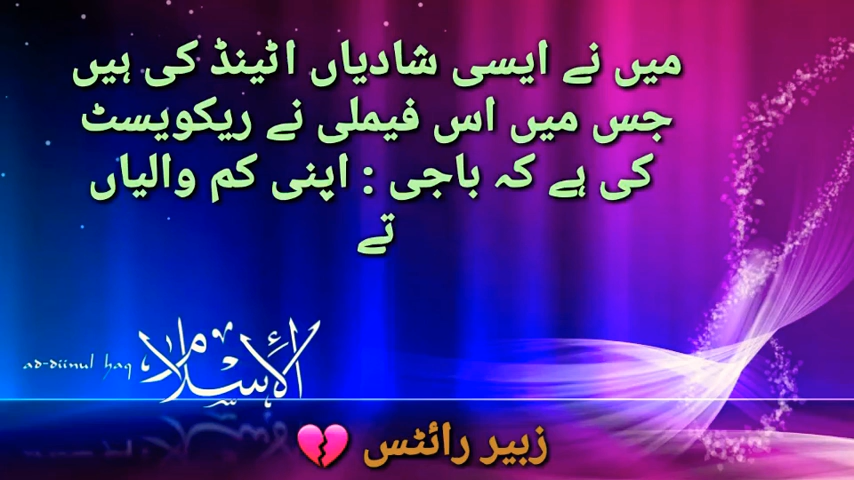 میں نے ایسی شادیاں اٹینڈ کی ہیں
جس میں اس فیملی نے ریکویسٹ
کی ہے کہ باجی : اپنی کم والیاں
تے
الإسلام
ad-diinul haq
زبیر رائٹس 💔